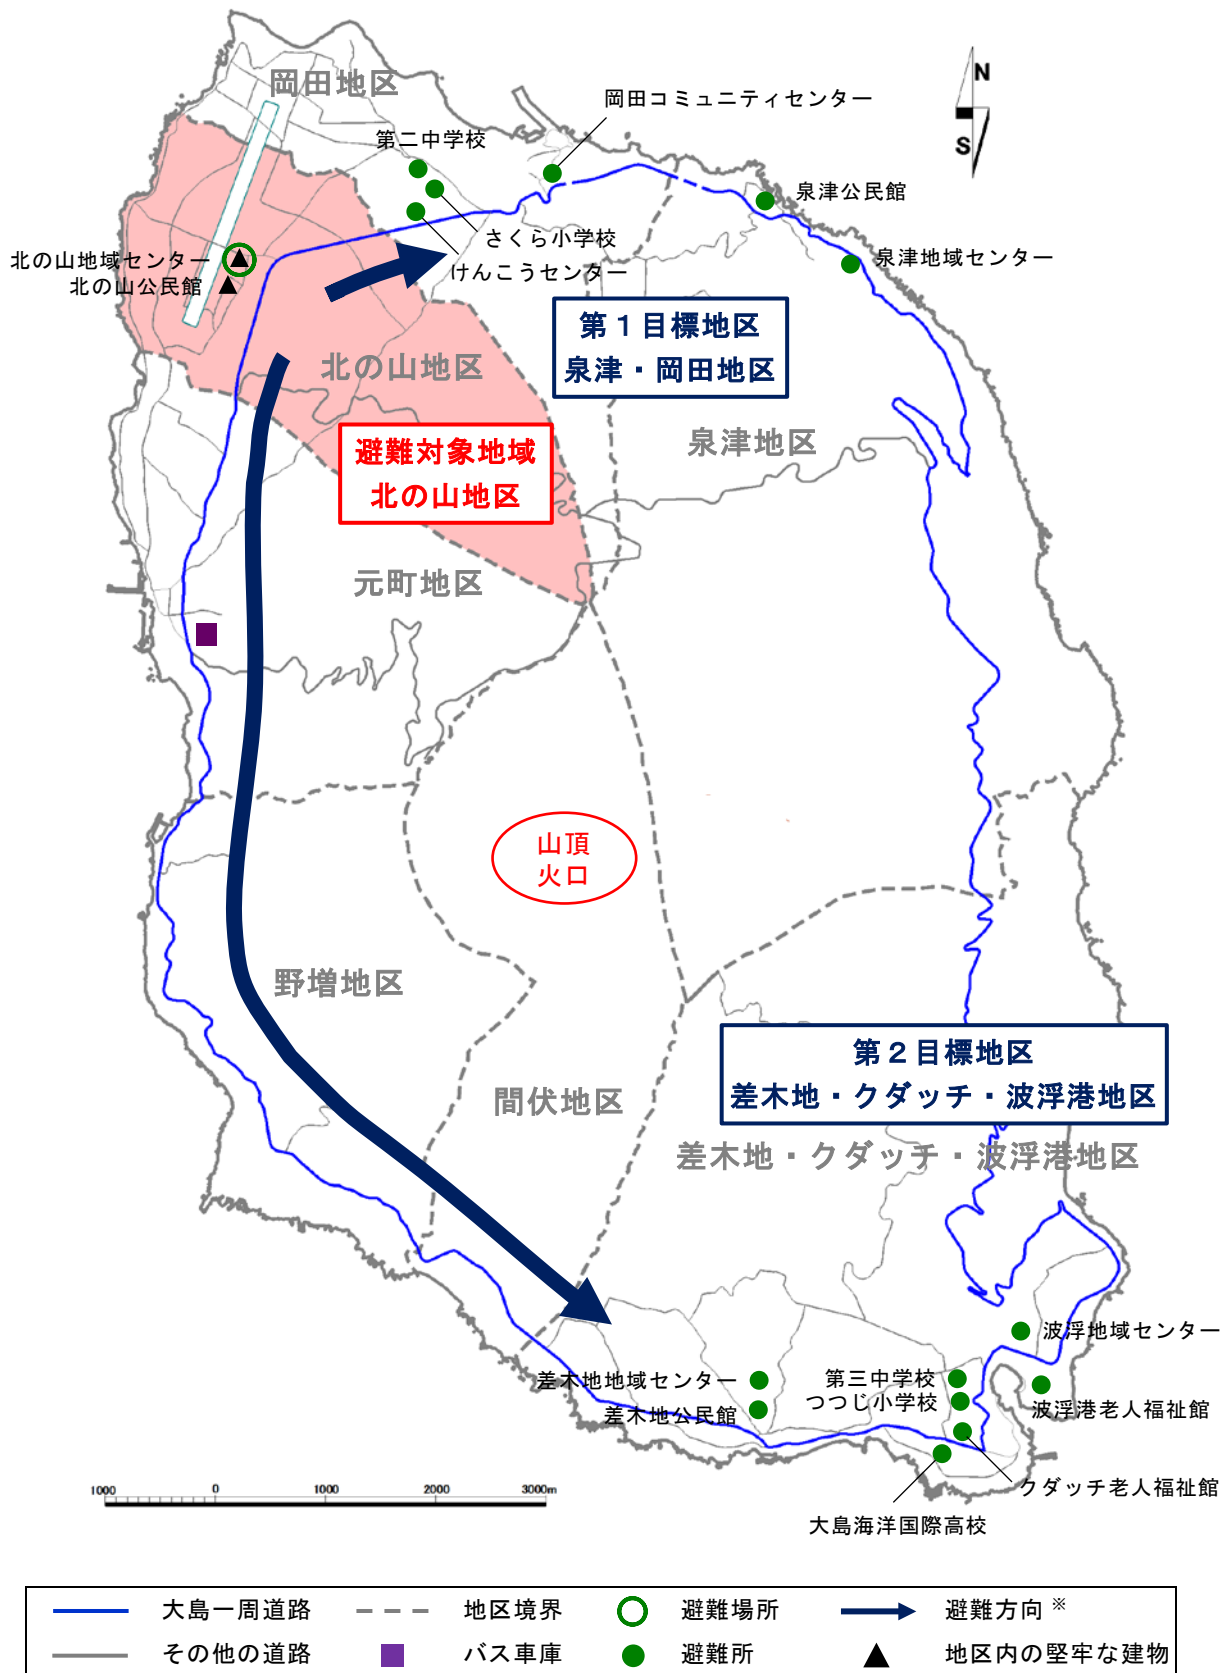 岡田地区
N
S
岡田コミュニティセンター
第二中学校
泉津公民館
さくら小学校
北の山地域センター
泉津地域センター
けんこうセンター
北の山公民館
第１目標地区
泉津・岡田地区
北の山地区
避難対象地域
北の山地区
泉津地区
元町地区
山頂
火口
野増地区
第２目標地区
差木地・クダッチ・波浮港地区
間伏地区
差木地・クダッチ・波浮港地区
波浮地域センター
差木地地域センター
第三中学校
つつじ小学校
差木地公民館
波浮港老人福祉館
クダッチ老人福祉館
大島海洋国際高校
1000 0 1000 2000 3000m
大島一周道路 地区境界 避難場所 避難方向※
その他の道路 バス車庫 避難所 地区内の堅牢な建物